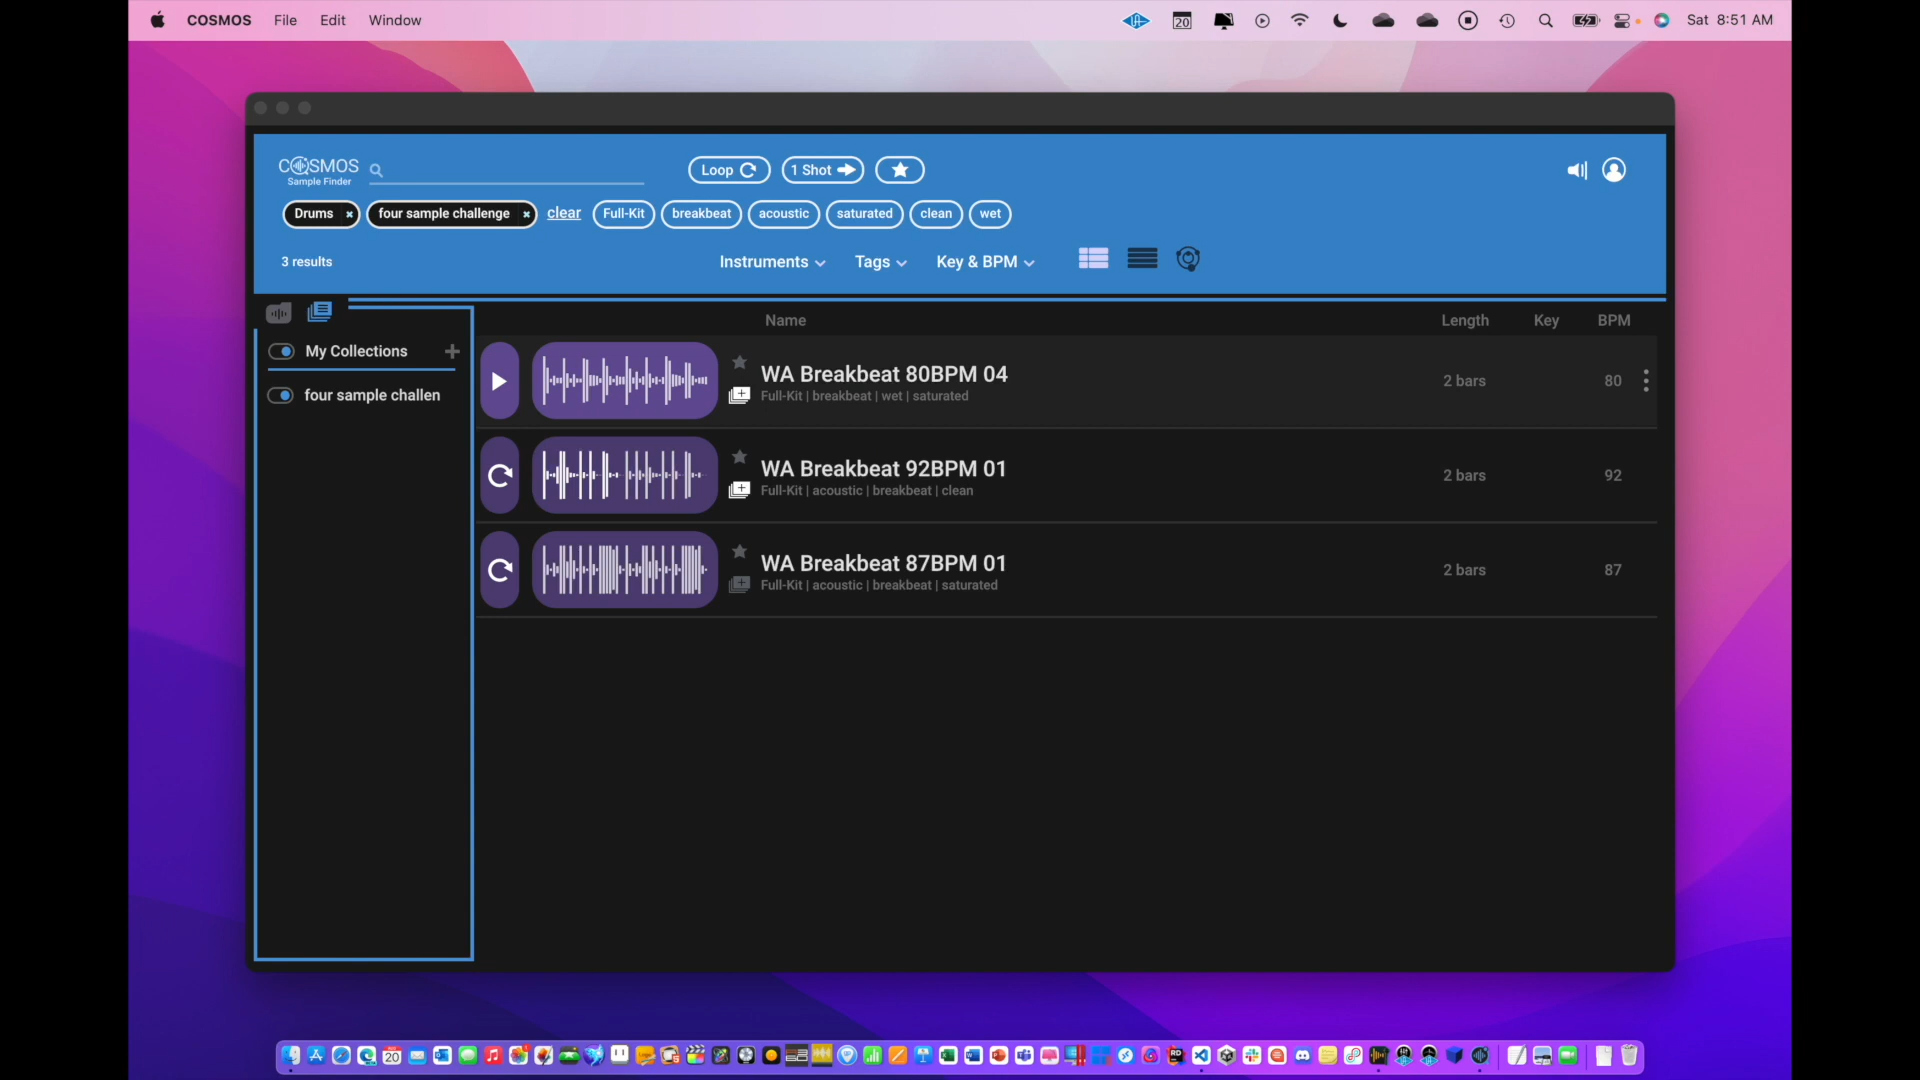 COSMOS File Edit Window
20
Sat 8:51 AM
COSMOS
Sample Finder
Loop
1 Shot
Drums ×
four sample challenge ×
clear
Full-Kit
breakbeat
acoustic
saturated
clean
wet
3 results
Instruments
Tags
Key & BPM
My Collections
four sample challen
Name Length Key BPM
WA Breakbeat 80BPM 04
Full-Kit | breakbeat | wet | saturated
2 bars 80
WA Breakbeat 92BPM 01
Full-Kit | acoustic | breakbeat | clean
2 bars 92
WA Breakbeat 87BPM 01
Full-Kit | acoustic | breakbeat | saturated
2 bars 87
20